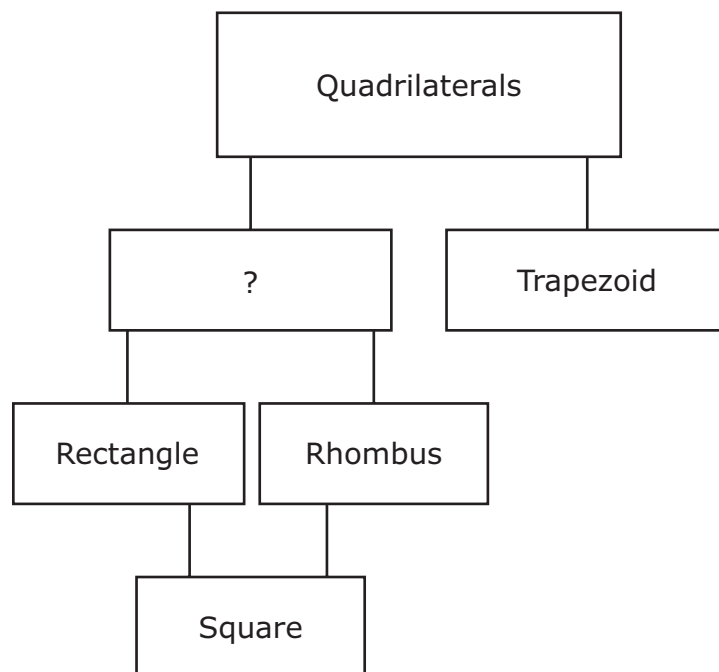 Quadrilaterals
?
Trapezoid
Rectangle
Rhombus
Square